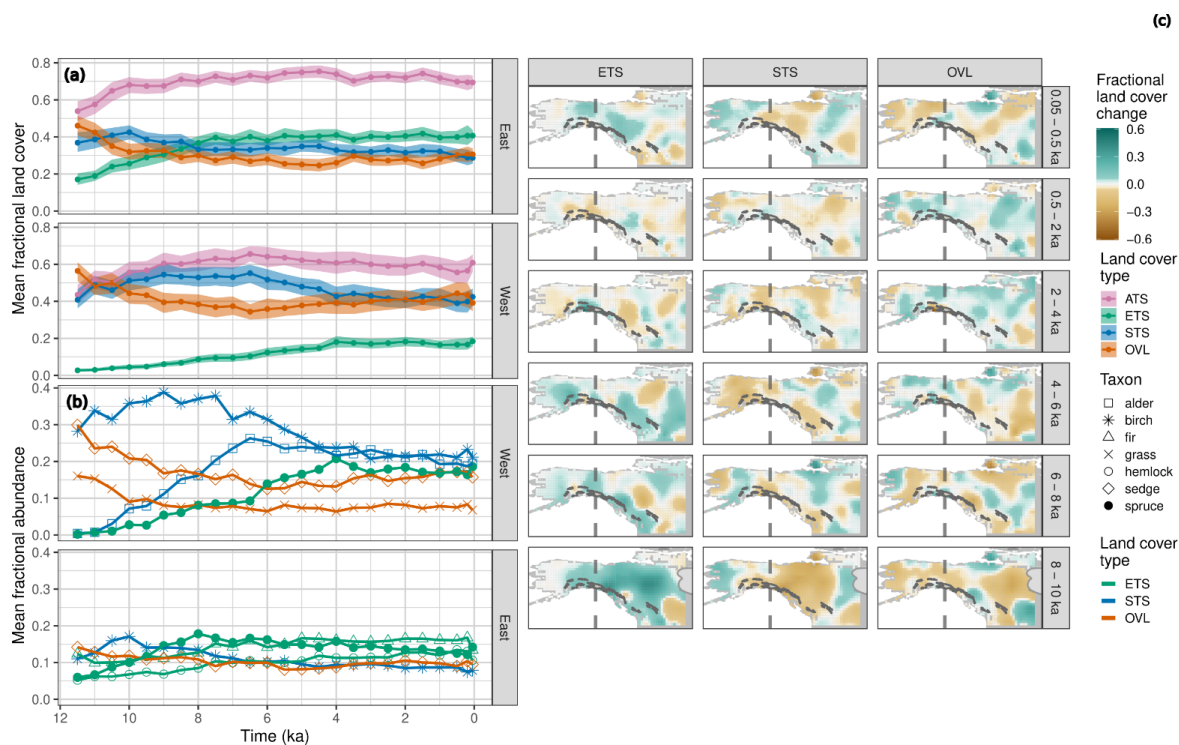 (c)
(a)
Mean fractional land cover
0.8
0.6
0.4
0.2
0.0
East
0.8
0.6
0.4
0.2
0.0
West
(b)
Mean fractional abundance
0.4
0.3
0.2
0.1
0.0
West
0.4
0.3
0.2
0.1
0.0
East
12 10 8 6 4 2 0
Time (ka)
ETS STS OVL
0.05 – 0.5 ka
0.5 – 2 ka
2 – 4 ka
4 – 6 ka
6 – 8 ka
8 – 10 ka
Fractional
land cover
change
0.6
0.3
0.0
−0.3
−0.6
Land cover
type
ATS
ETS
STS
OVL
Taxon
alder
birch
fir
grass
hemlock
sedge
spruce
Land cover
type
ETS
STS
OVL